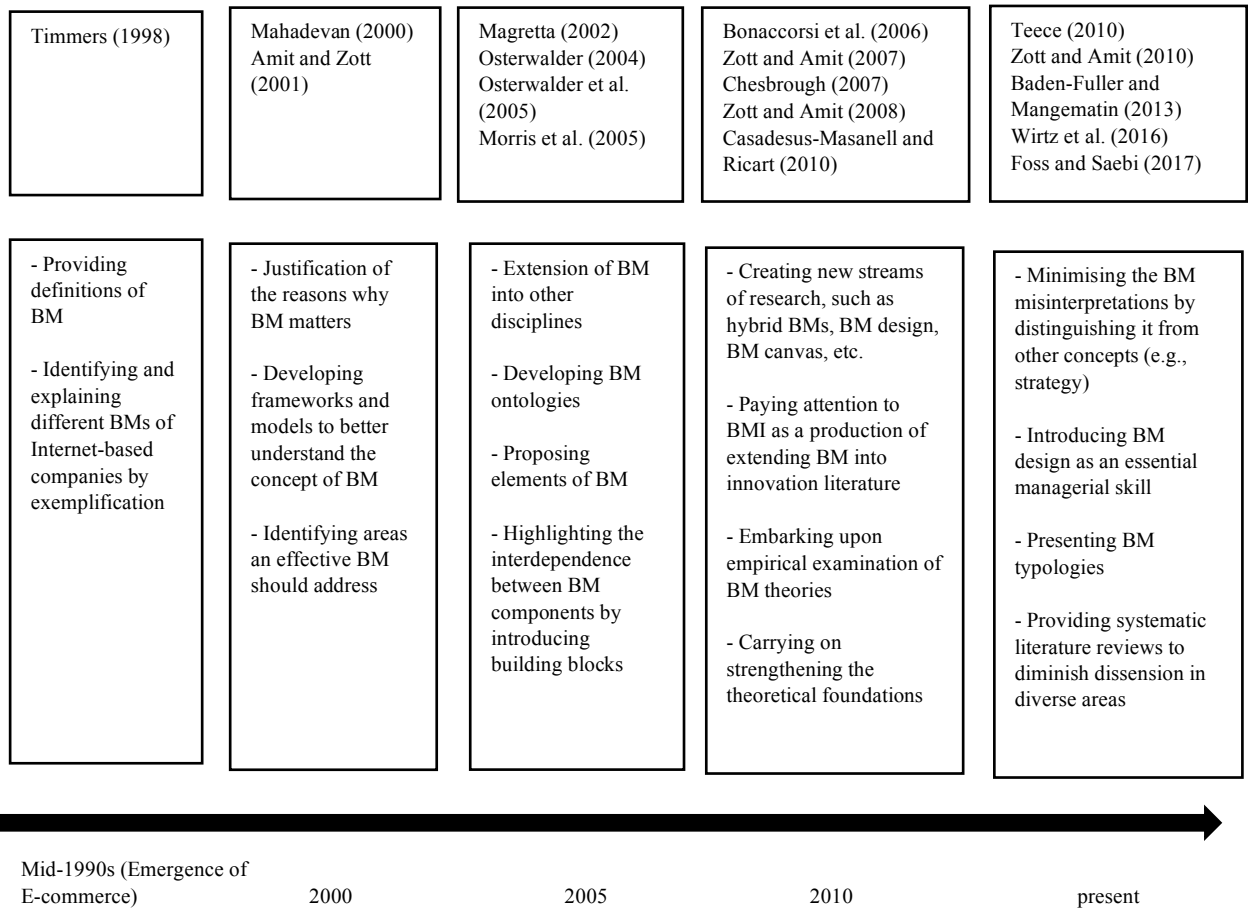 Timmers (1998)
Mahadevan (2000)
Amit and Zott
(2001)
Magretta (2002)
Osterwalder (2004)
Osterwalder et al.
(2005)
Morris et al. (2005)
Bonaccorsi et al. (2006)
Zott and Amit (2007)
Chesbrough (2007)
Zott and Amit (2008)
Casadesus-Masanell and
Ricart (2010)
Teece (2010)
Zott and Amit (2010)
Baden-Fuller and
Mangematin (2013)
Wirtz et al. (2016)
Foss and Saebi (2017)
- Providing
definitions of
BM
- Identifying and
explaining
different BMs of
Internet-based
companies by
exemplification
- Justification of
the reasons why
BM matters
- Developing
frameworks and
models to better
understand the
concept of BM
- Identifying areas
an effective BM
should address
- Extension of BM
into other
disciplines
- Developing BM
ontologies
- Proposing
elements of BM
- Highlighting the
interdependence
between BM
components by
introducing
building blocks
- Creating new streams
of research, such as
hybrid BMs, BM design,
BM canvas, etc.
- Paying attention to
BMI as a production of
extending BM into
innovation literature
- Embarking upon
empirical examination of
BM theories
- Carrying on
strengthening the
theoretical foundations
- Minimising the BM
misinterpretations by
distinguishing it from
other concepts (e.g.,
strategy)
- Introducing BM
design as an essential
managerial skill
- Presenting BM
typologies
- Providing systematic
literature reviews to
diminish dissension in
diverse areas
Mid-1990s (Emergence of
E-commerce)
2000
2005
2010
present